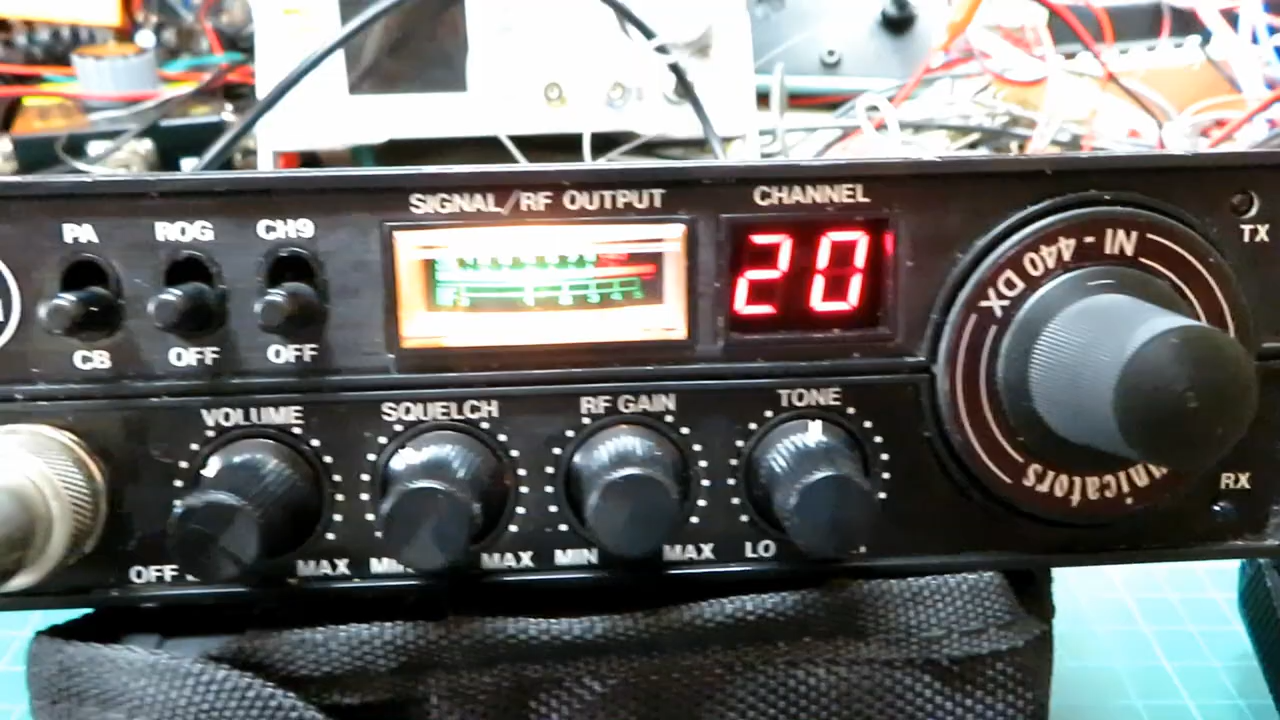 SIGNAL/RF OUTPUT
CHANNEL
PA
ROG
CH9
TX
20
NI-440 DX
CB
OFF
OFF
VOLUME
SQUELCH
RF GAIN
TONE
RX
OFF
MAX
MAX
MIN
MAX
LO